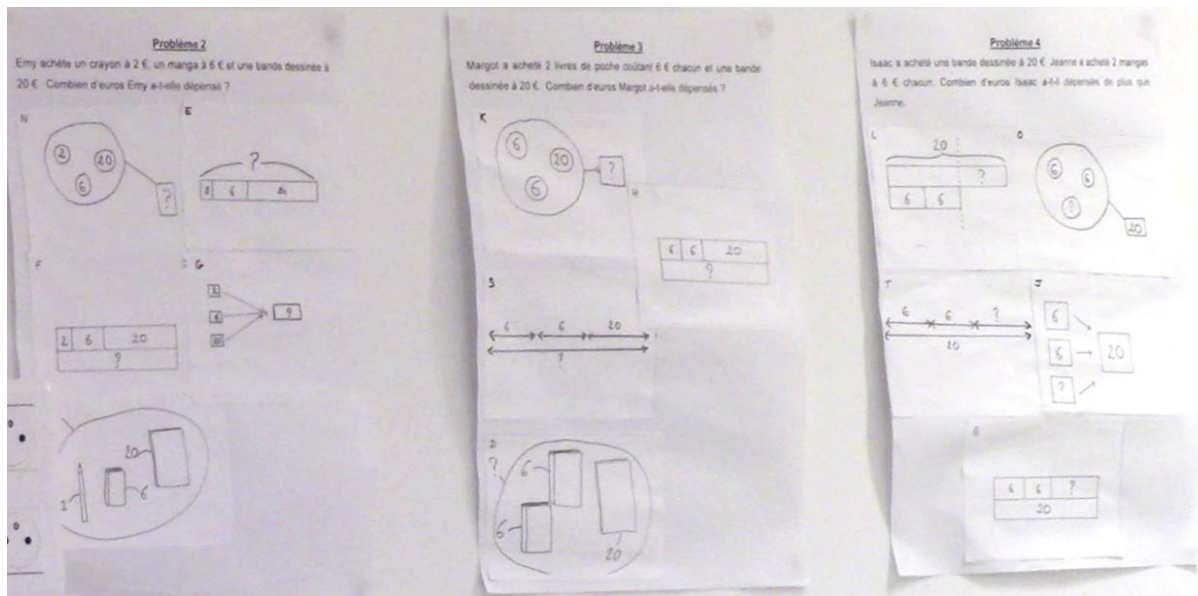 Problème 2
Emy achète un crayon à 2 €, un manga à 6 € et une bande dessinée à
20 €. Combien d'euros Emy a-t-elle dépensé ?
N
2
20
6
?
E
?
2 6 20
F
2 6 20
?
G
2
6
20
?
20
6
2
Problème 3
Margot a acheté 2 livres de poche coûtant 6 € chacun et une bande
dessinée à 20 €. Combien d'euros Margot a-t-elle dépensés ?
K
6
20
6
?
H
6 6 20
?
S
6 6 20
?
D
?
6
6
20
Problème 4
Isaac a acheté une bande dessinée à 20 €. Jeanne a acheté 2 mangas
à 6 € chacun. Combien d'euros Isaac a-t-il dépensés de plus que
Jeanne.
L
20
?
6 6
O
6
6
?
20
T
6 6 ?
20
J
6
6
?
20
6 6 ?
20